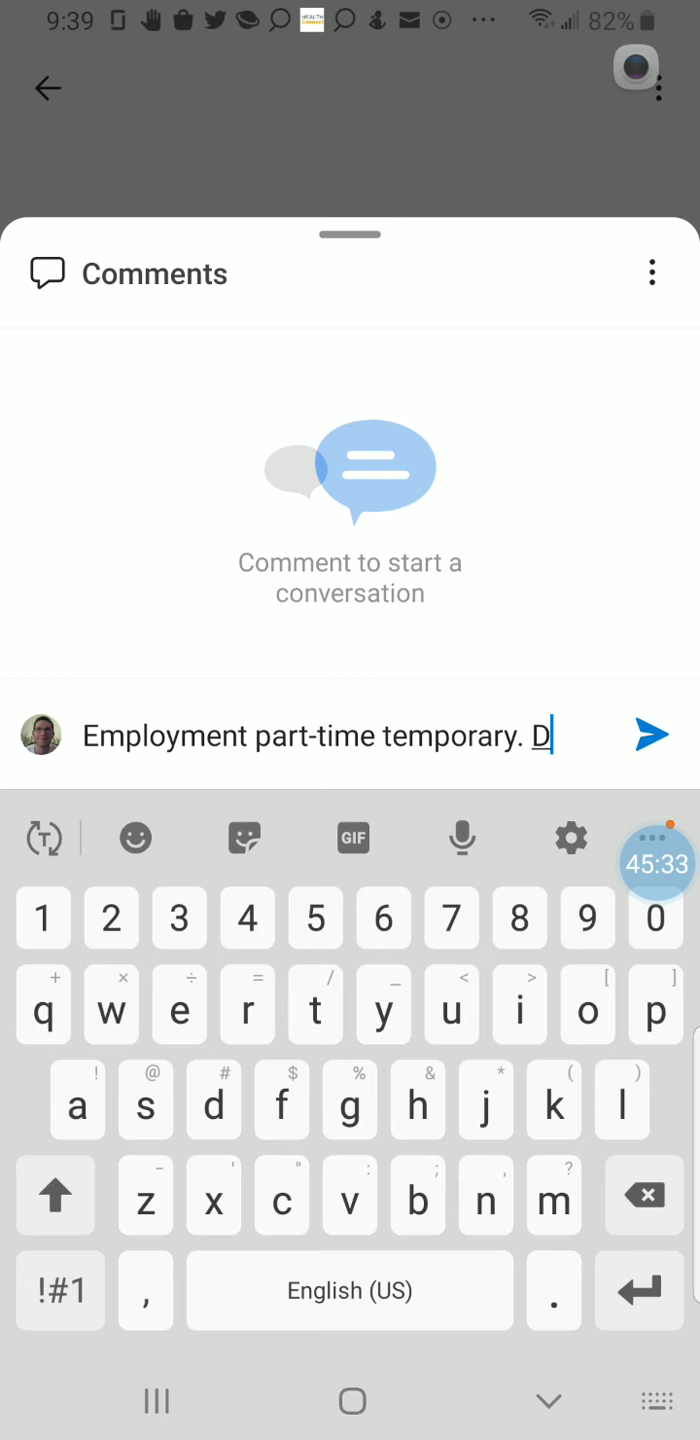 9:39 82%
Comments
Comment to start a
conversation
Employment part-time temporary. D
GIF
45:33
1 2 3 4 5 6 7 8 9 0
+ × ÷ = / _ < > [ ]
q w e r t y u i o p
! @ # $ % & * ( )
a s d f g h j k l
- ' " : ; , ?
z x c v b n m
!#1 , English (US) .